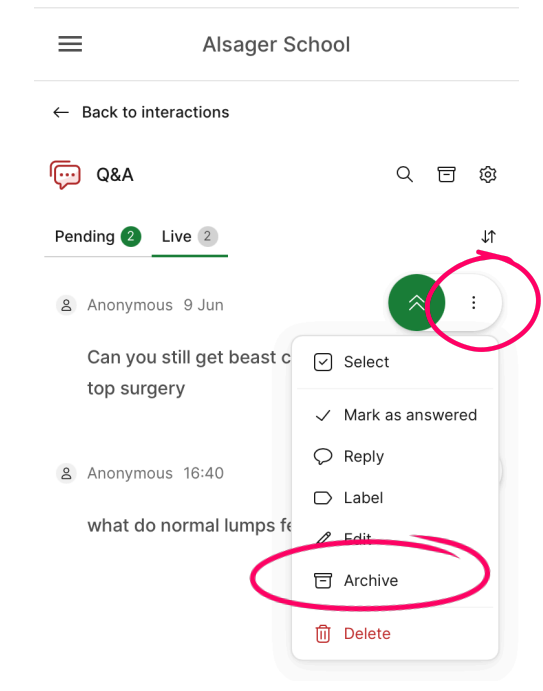 Alsager School
Back to interactions
Q&A
Pending 2 Live 2
Anonymous 9 Jun
Can you still get beast c
top surgery
Select
Mark as answered
Reply
Label
Edit
Archive
Delete
Anonymous 16:40
what do normal lumps fe